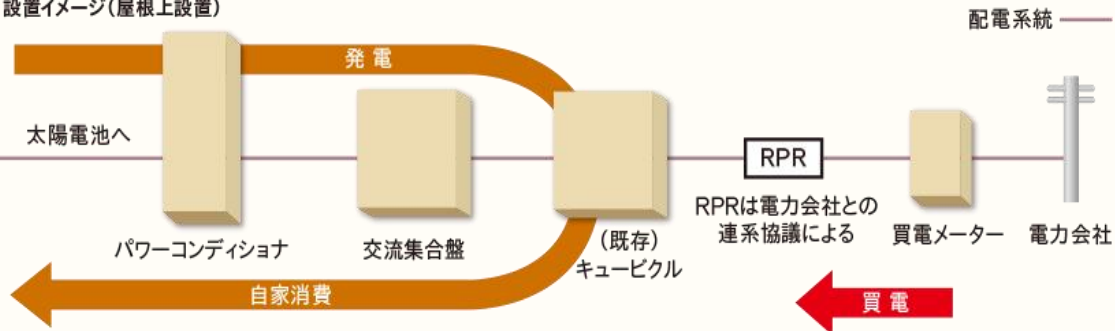 設置イメージ（屋根上設置）
配電系統
発電
太陽電池へ
RPR
パワーコンディショナ
交流集合盤
（既存）
キュービクル
RPRは電力会社との
連系協議による
買電メーター
電力会社
自家消費
買電